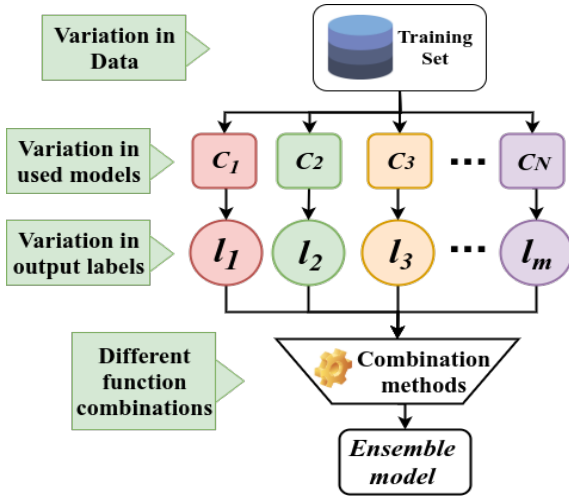 Variation in
Data
Training
Set
Variation in
used models
C1
C2
C3
...
CN
Variation in
output labels
l1
l2
l3
...
lm
Different
function
combinations
Combination
methods
Ensemble
model